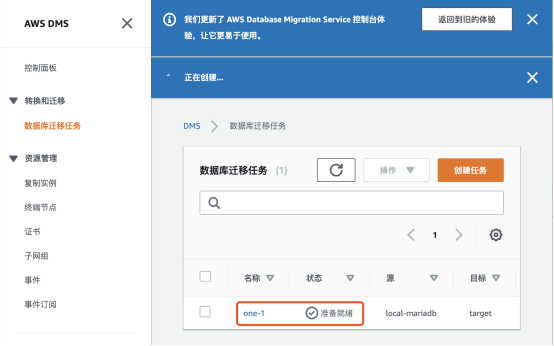 AWS DMS
控制面板
转换和迁移
数据库迁移任务
资源管理
复制实例
终端节点
证书
子网组
事件
事件订阅
我们更新了 AWS Database Migration Service 控制台体
验，让它更易于使用。
返回到旧的体验
正在创建...
DMS
数据库迁移任务
数据库迁移任务 (1)
操作
创建任务
1
名称 状态 源 目标
one-1 准备就绪 local-mariadb target